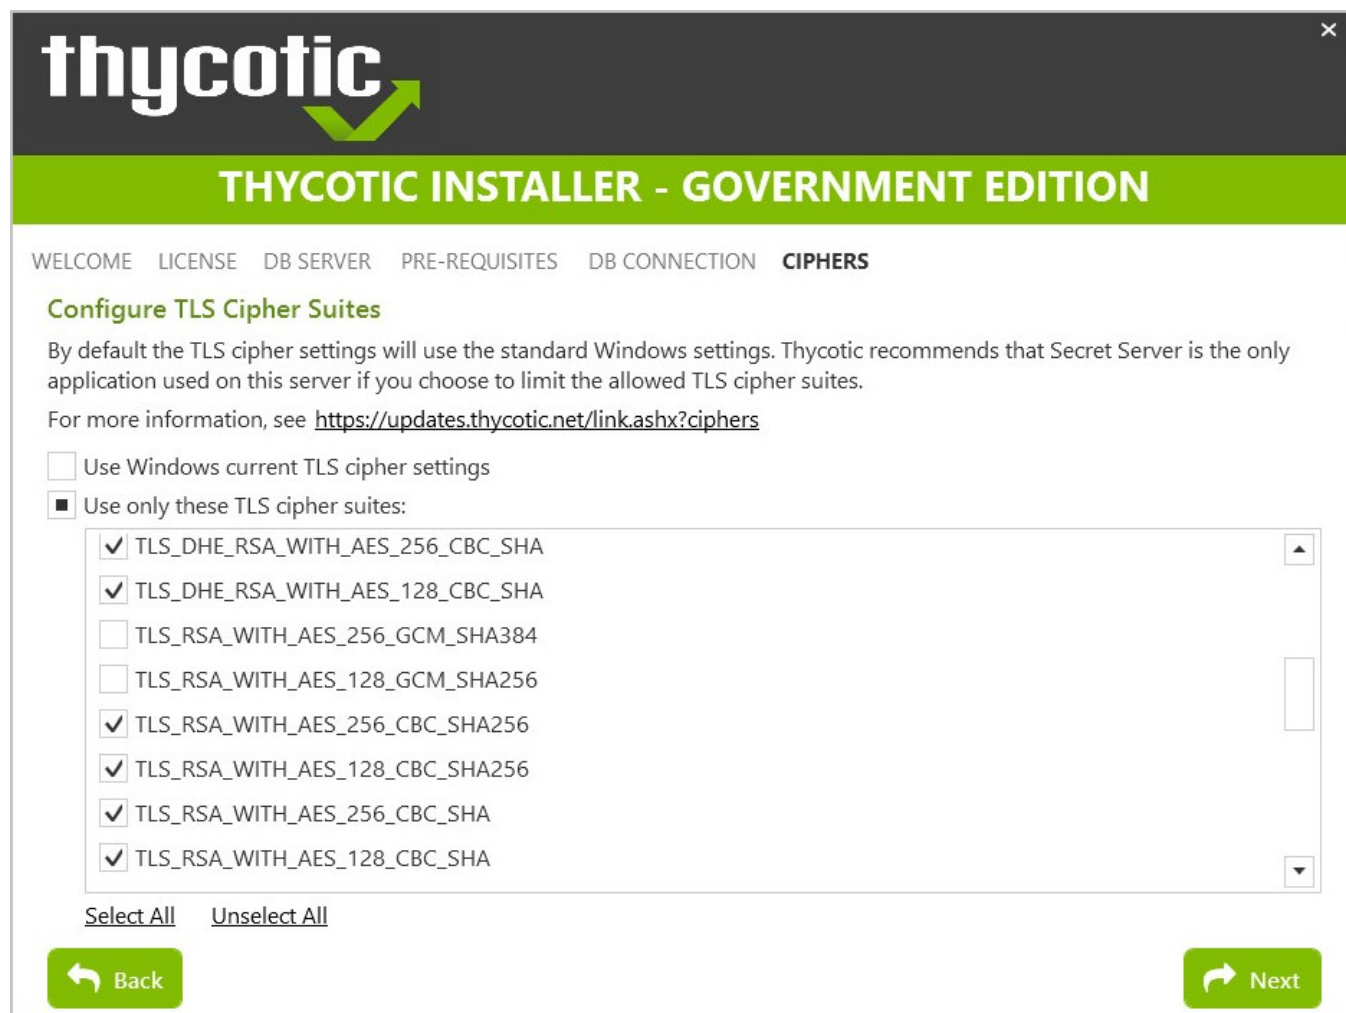 thycotic
THYCOTIC INSTALLER - GOVERNMENT EDITION
WELCOME LICENSE DB SERVER PRE-REQUISITES DB CONNECTION CIPHERS
Configure TLS Cipher Suites
By default the TLS cipher settings will use the standard Windows settings. Thycotic recommends that Secret Server is the only
application used on this server if you choose to limit the allowed TLS cipher suites.
For more information, see https://updates.thycotic.net/link.ashx?ciphers
Use Windows current TLS cipher settings
Use only these TLS cipher suites:
TLS_DHE_RSA_WITH_AES_256_CBC_SHA
TLS_DHE_RSA_WITH_AES_128_CBC_SHA
TLS_RSA_WITH_AES_256_GCM_SHA384
TLS_RSA_WITH_AES_128_GCM_SHA256
TLS_RSA_WITH_AES_256_CBC_SHA256
TLS_RSA_WITH_AES_128_CBC_SHA256
TLS_RSA_WITH_AES_256_CBC_SHA
TLS_RSA_WITH_AES_128_CBC_SHA
Select All Unselect All
Back Next